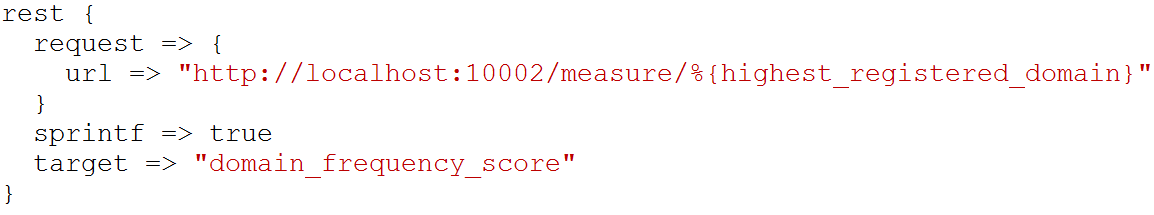 rest {
  request => {
    url => "http://localhost:10002/measure/%{highest_registered_domain}"
  }
  sprintf => true
  target => "domain_frequency_score"
}